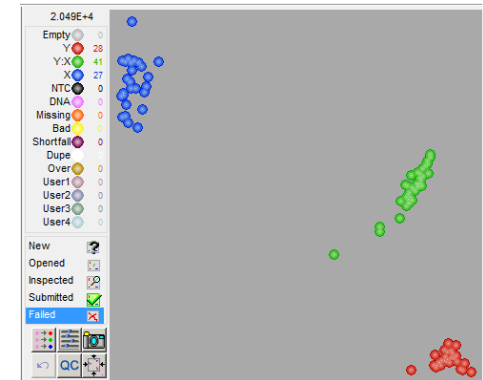 2.049E+4
Empty 0
Y 28
Y:X 41
X 27
NTC 0
DNA 0
Missing 0
Bad 0
Shortfall 0
Dupe
Over 0
User1 0
User2 0
User3 0
User4 0
New
Opened
Inspected
Submitted
Failed
QC